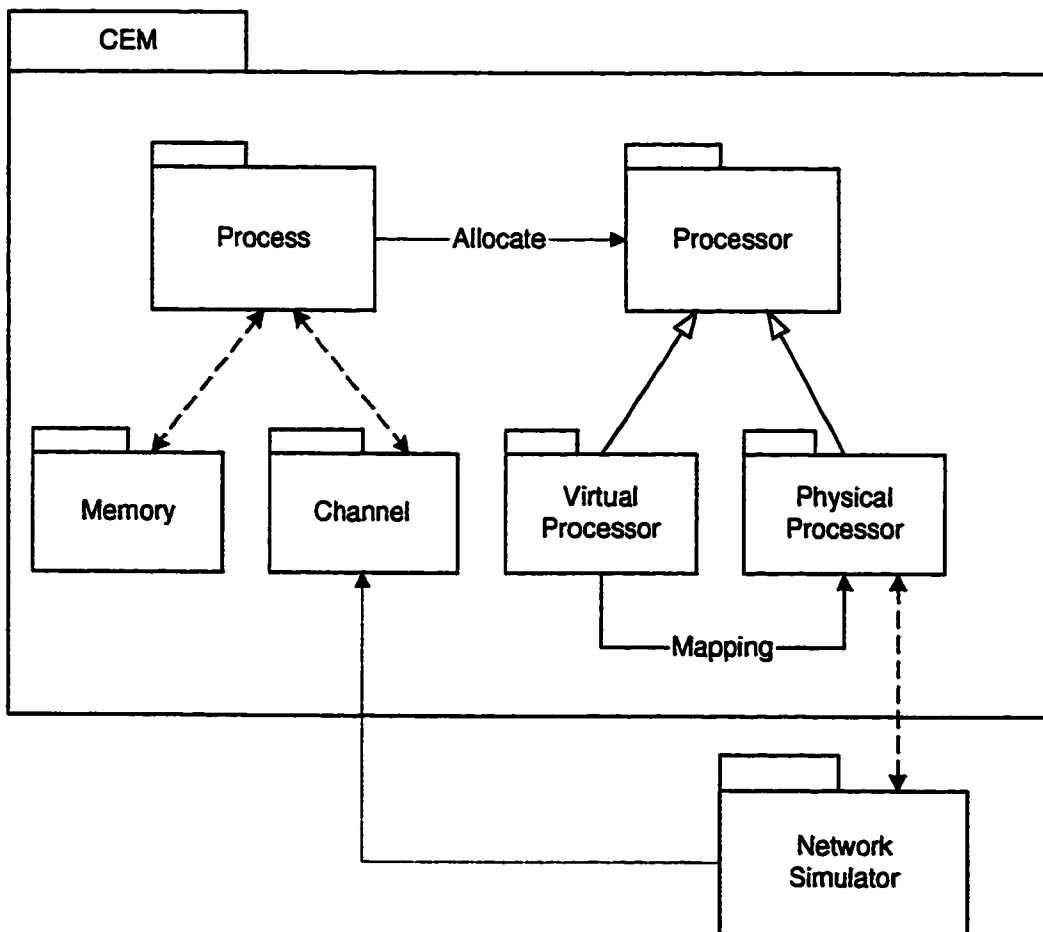 CEM
Process
Allocate
Processor
Memory
Channel
Virtual
Processor
Physical
Processor
Mapping
Network
Simulator